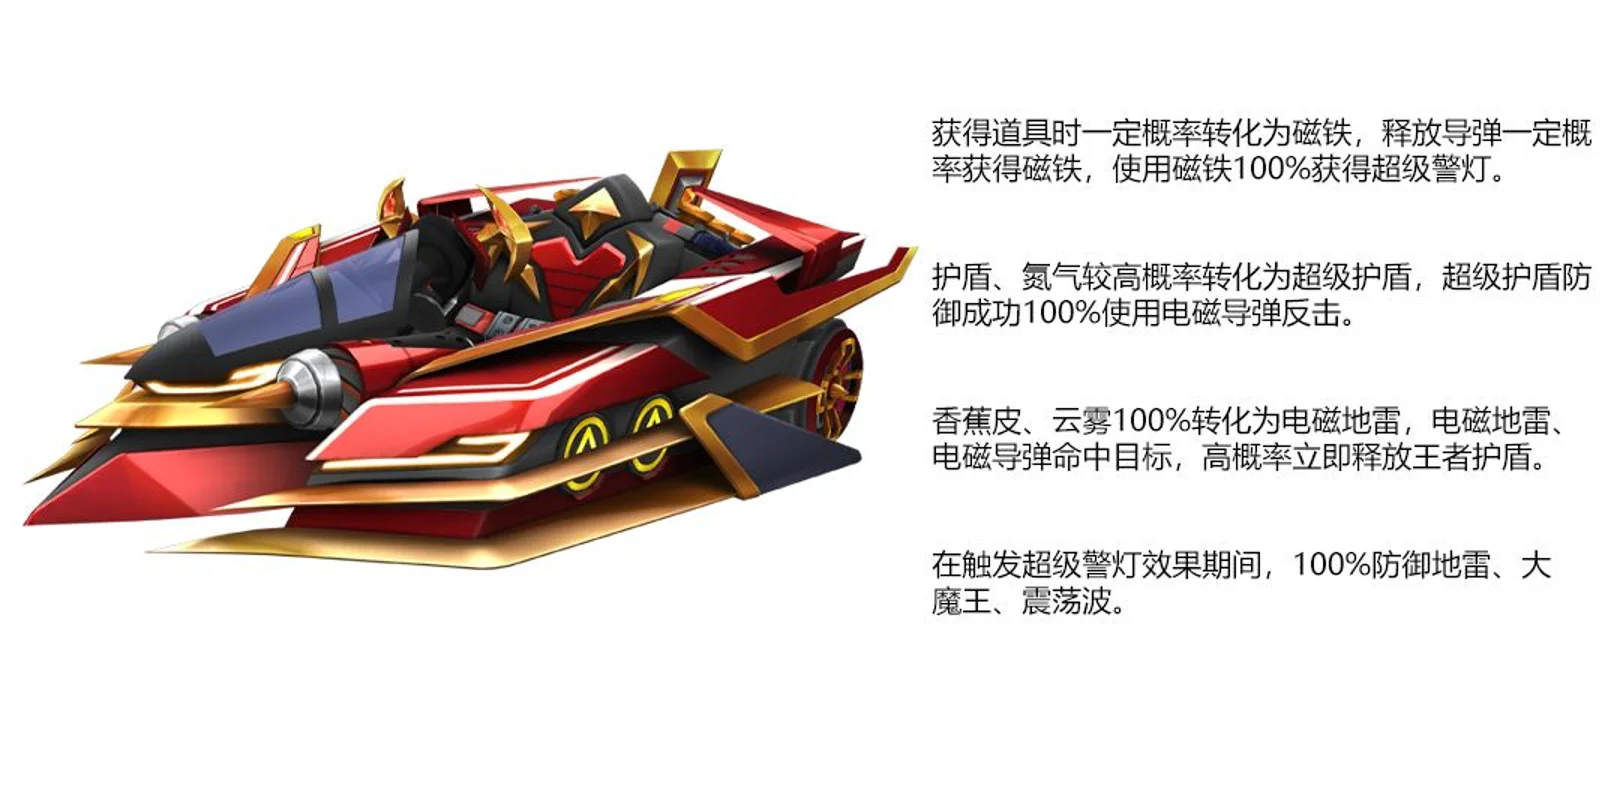 获得道具时一定概率转化为磁铁，释放导弹一定概
率获得磁铁，使用磁铁100%获得超级警灯。
护盾、氮气较高概率转化为超级护盾，超级护盾防
御成功100%使用电磁导弹反击。
香蕉皮、云雾100%转化为电磁地雷，电磁地雷、
电磁导弹命中目标，高概率立即释放王者护盾。
在触发超级警灯效果期间，100%防御地雷、大
魔王、震荡波。